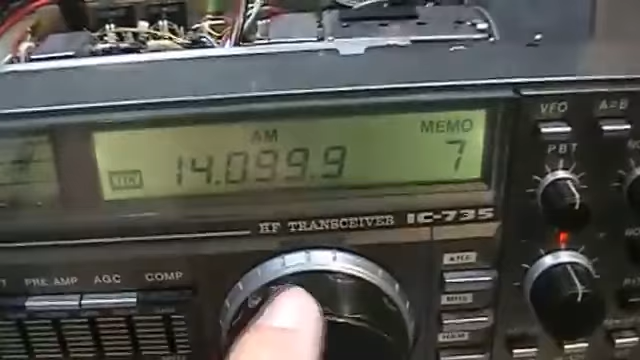 AM
MEMO
14.099.9
7
HF TRANSCEIVER IC-735
VFO
A=B
PBT
PRE AMP
AGC
COMP